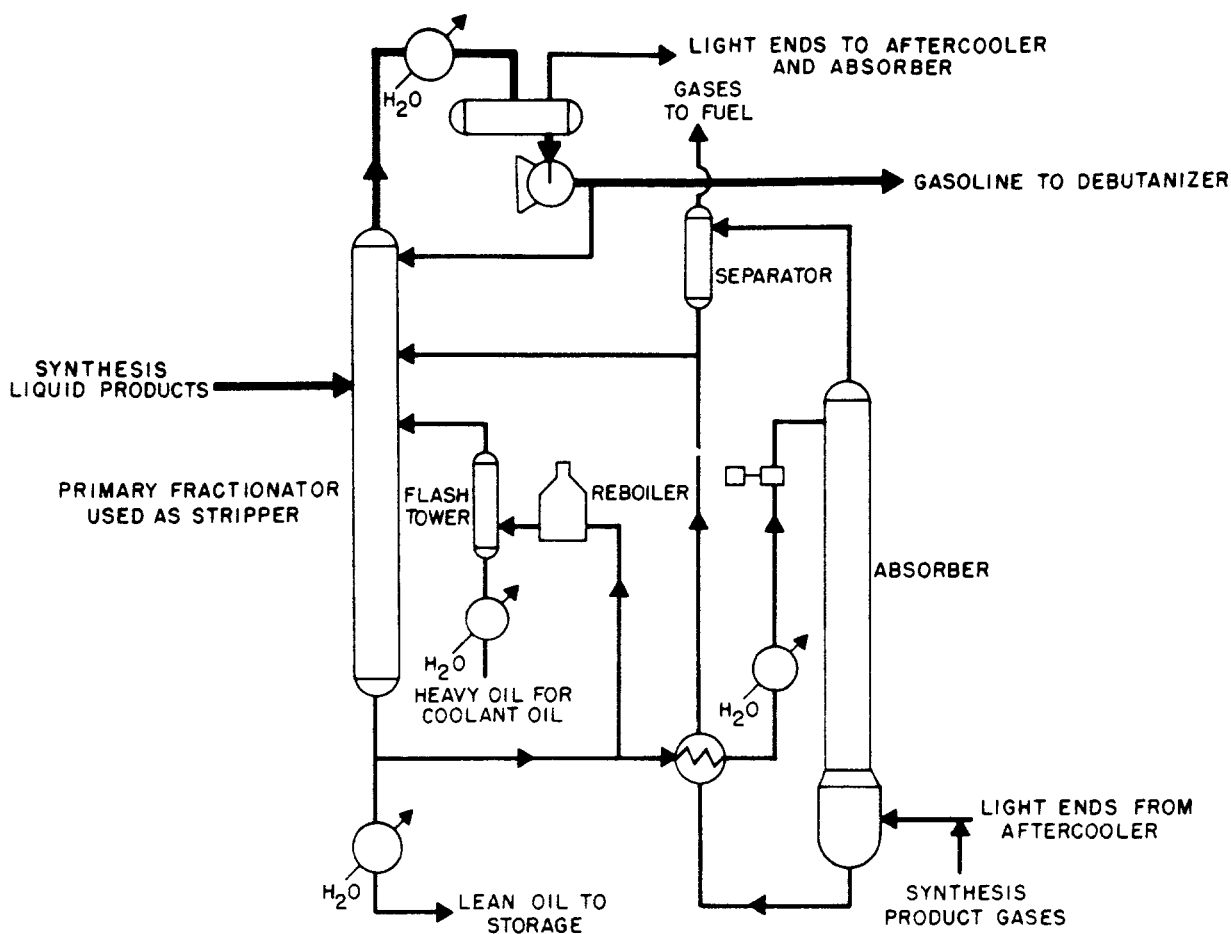 LIGHT ENDS TO AFTERCOOLER
AND ABSORBER
H2O
GASES
TO FUEL
GASOLINE TO DEBUTANIZER
SEPARATOR
SYNTHESIS
LIQUID PRODUCTS
PRIMARY FRACTIONATOR
USED AS STRIPPER
FLASH
TOWER
REBOILER
ABSORBER
H2O
HEAVY OIL FOR
COOLANT OIL
H2O
LIGHT ENDS FROM
AFTERCOOLER
H2O
LEAN OIL TO
STORAGE
SYNTHESIS
PRODUCT GASES